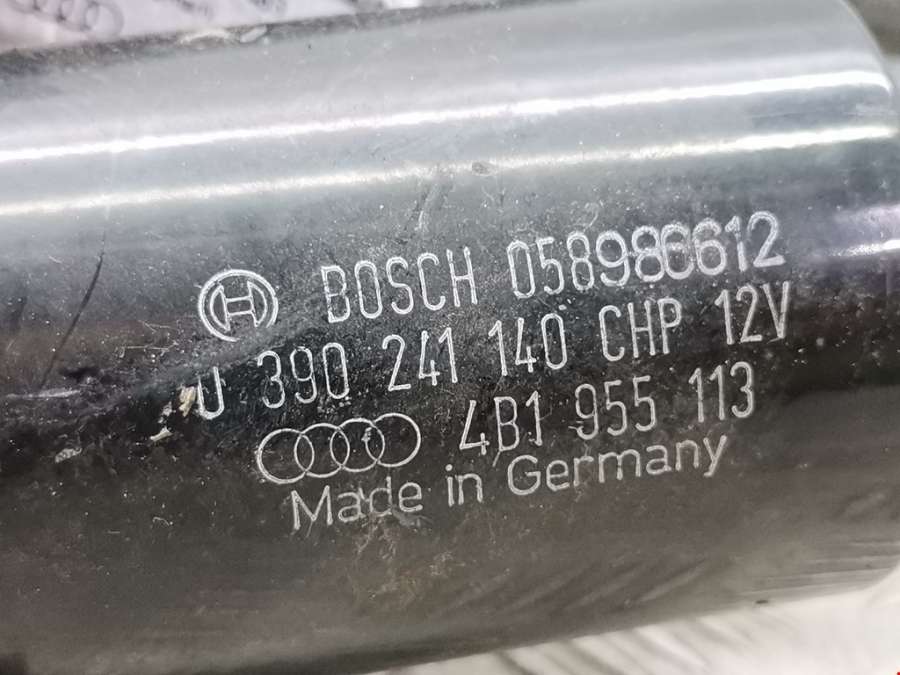 BOSCH 058986612
0 390 241 140 CHP 12V
4B1 955 113
Made in Germany